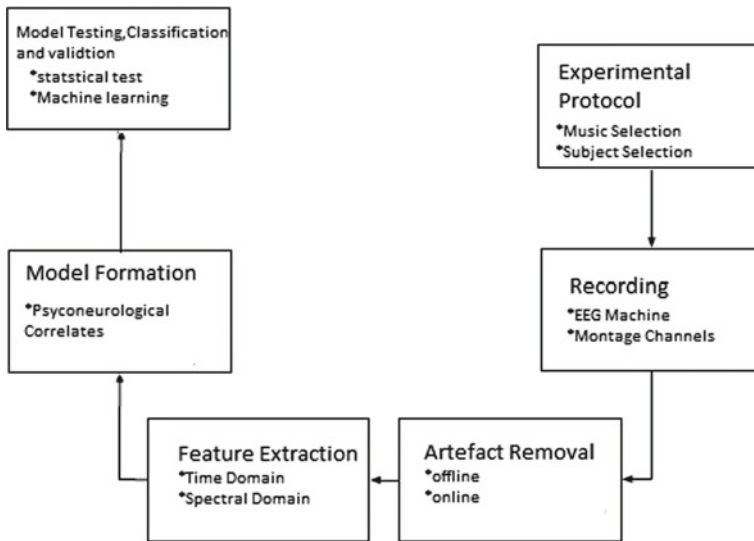 Model Testing,Classification
and validtion
*statstical test
*Machine learning
Experimental
Protocol
*Music Selection
*Subject Selection
Recording
*EEG Machine
*Montage Channels
Artefact Removal
*offline
*online
Feature Extraction
*Time Domain
*Spectral Domain
Model Formation
*Psyconeurological
Correlates